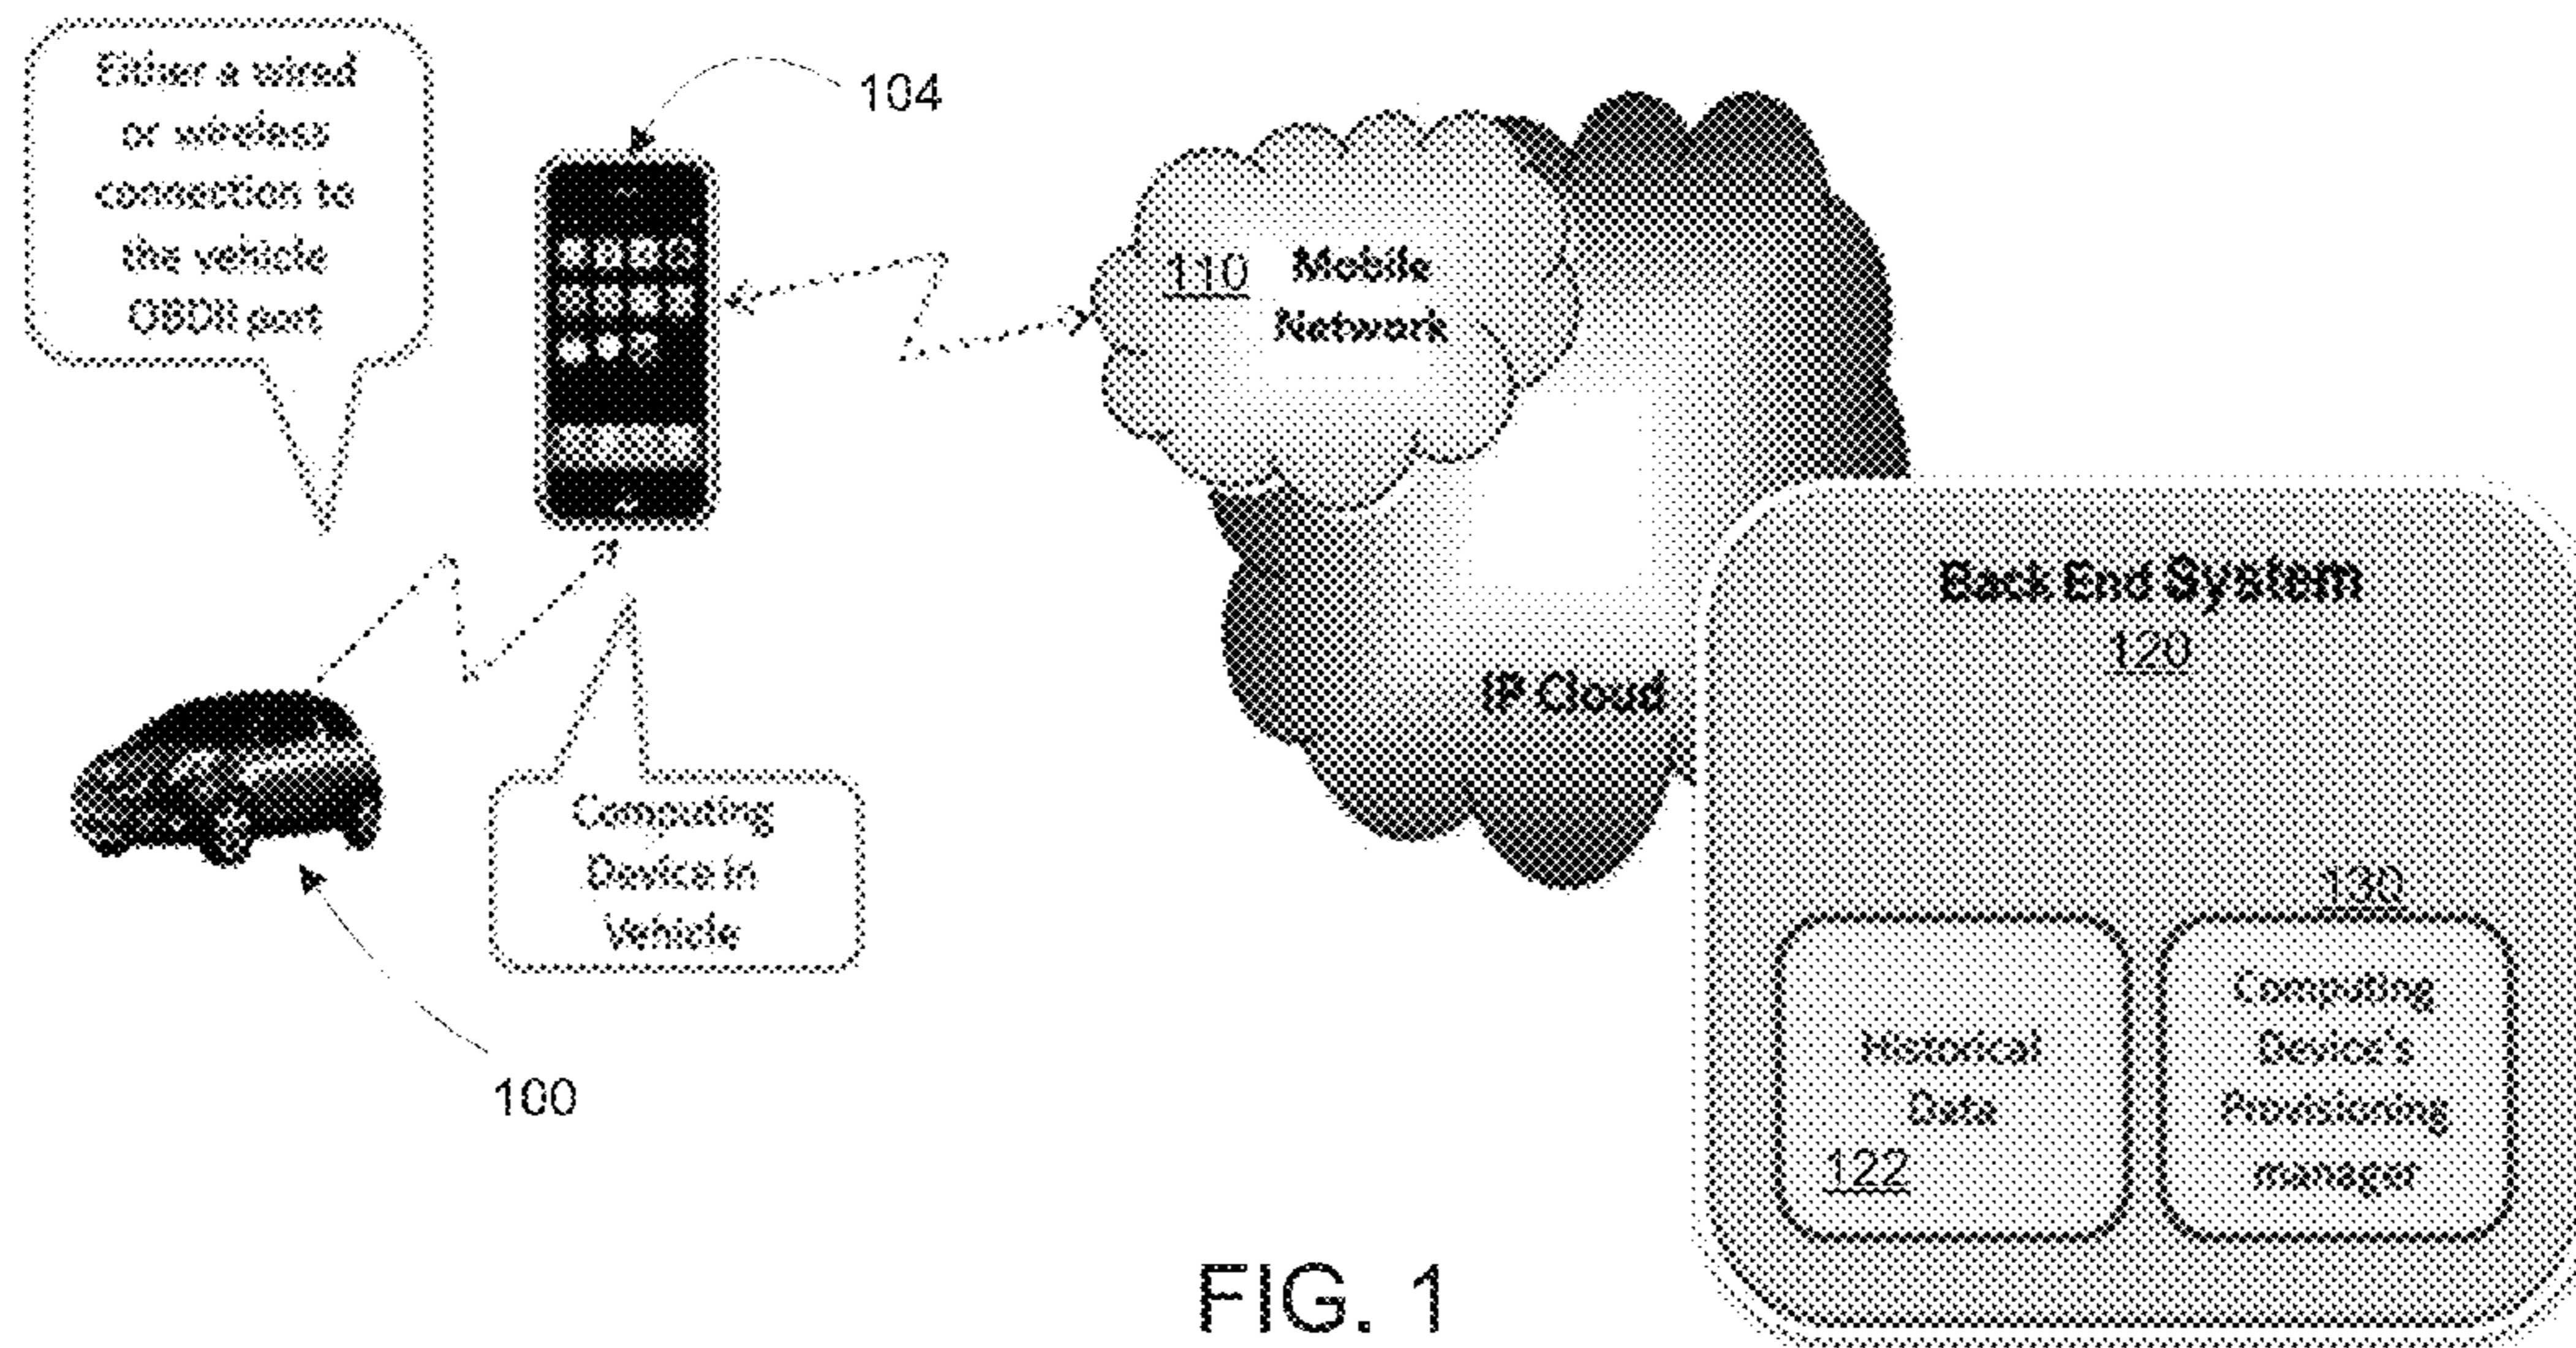 Either a wired
or wireless
connection to
the vehicle
OBDII port
104
110 Mobile
Network
IP Cloud
Back End System
120
Computing
Device in
Vehicle
100
130
Historical
Data
122
Computing
Device's
Provisioning
manager
FIG. 1